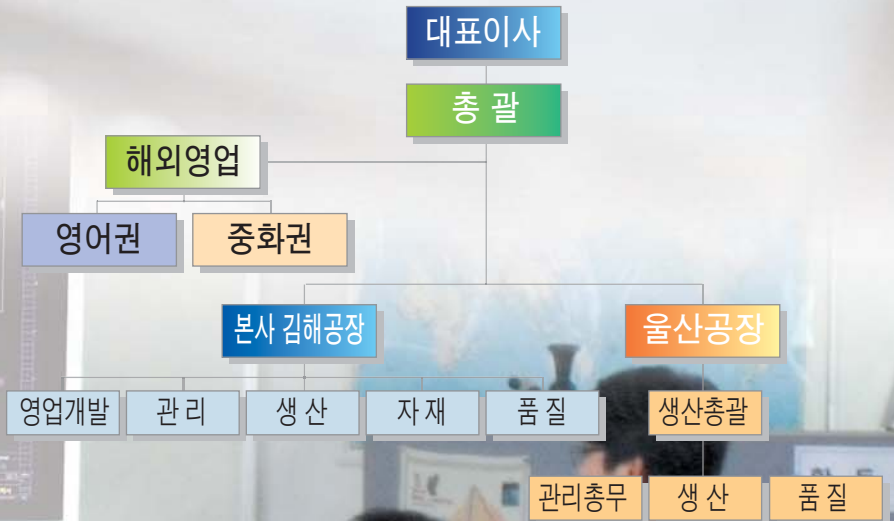 대표이사
총 괄
해외영업
영어권
중화권
본사 김해공장
울산공장
영업개발
관 리
생 산
자 재
품 질
생산총괄
관리총무
생 산
품 질